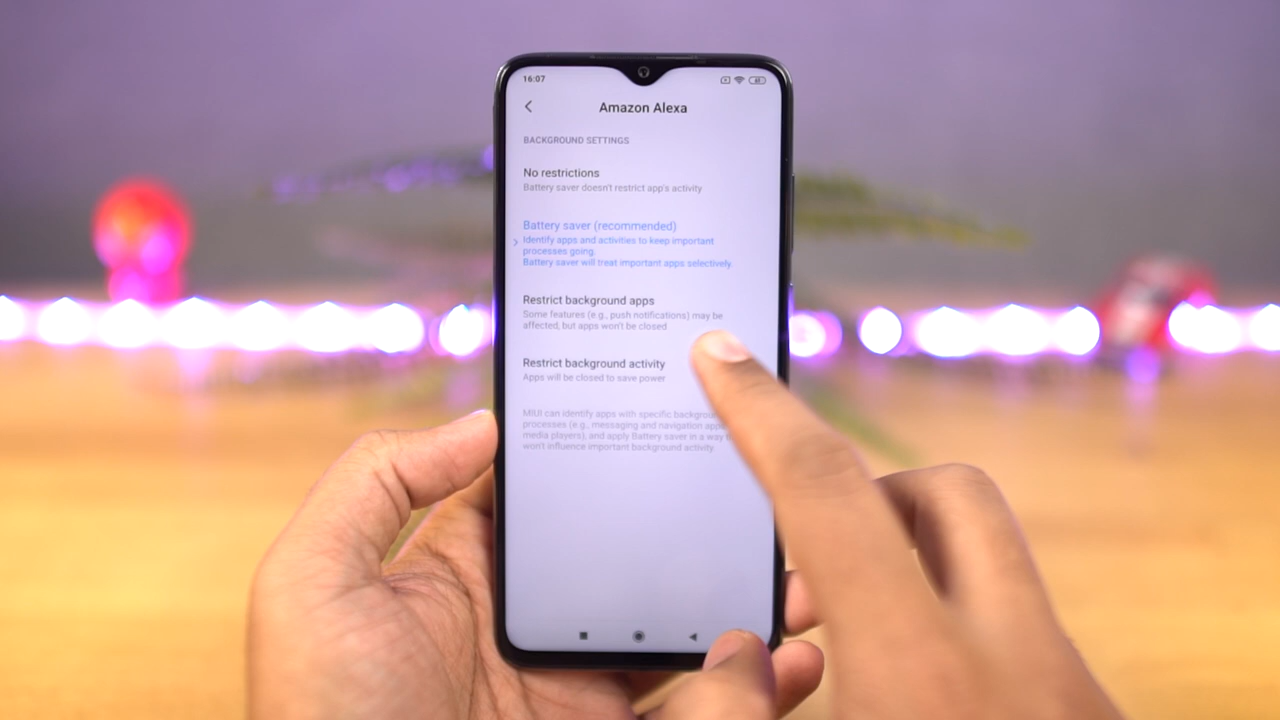 16:07
Amazon Alexa
BACKGROUND SETTINGS
No restrictions
Battery saver doesn't restrict app's activity
Battery saver (recommended)
Identify apps and activities to keep important
processes going.
Battery saver will treat important apps selectively.
Restrict background apps
Some features (e.g., push notifications) may be
affected, but apps won't be closed
Restrict background activity
Apps will be closed to save power
MIUI can identify apps with specific
processes (e.g., messaging and navigation
media players), and apply Battery saver in a way
won't influence important background activity